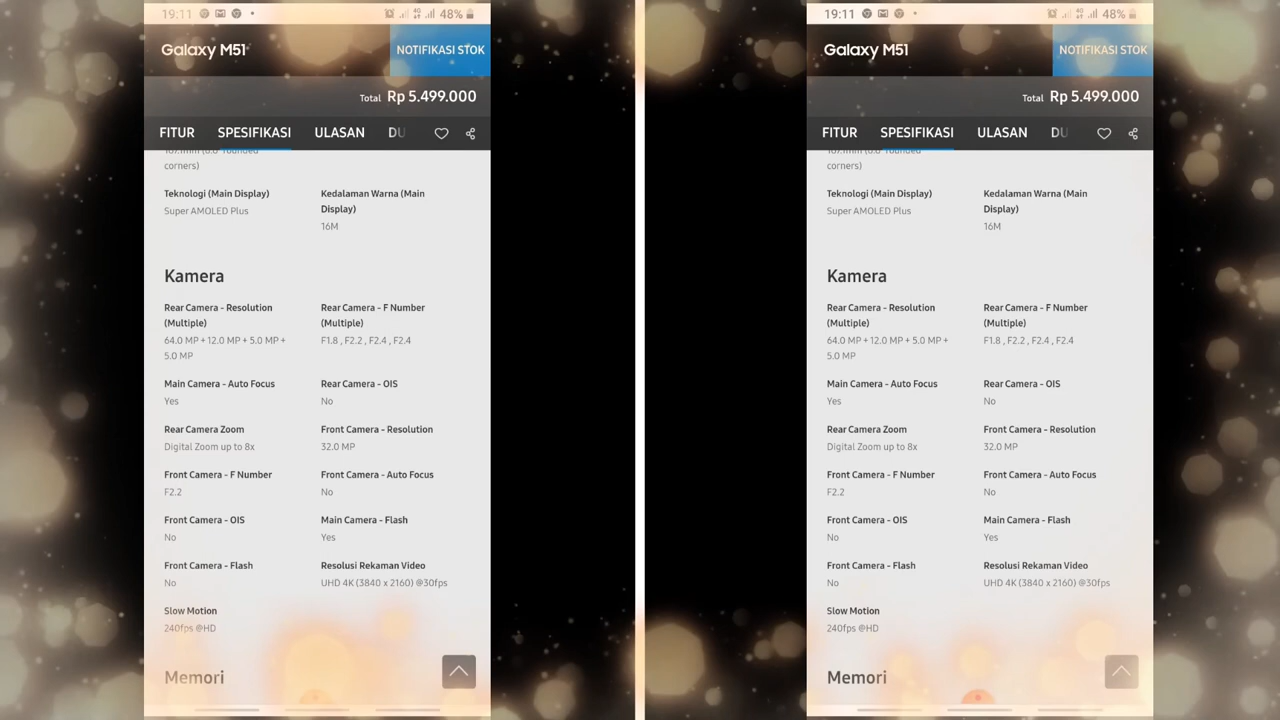 19:11 48%
Galaxy M51
NOTIFIKASI STOK
Total Rp 5.499.000
FITUR SPESIFIKASI ULASAN DU
corners)
Teknologi (Main Display)
Super AMOLED Plus
Kedalaman Warna (Main
Display)
16M
Kamera
Rear Camera - Resolution
(Multiple)
64.0 MP + 12.0 MP + 5.0 MP +
5.0 MP
Rear Camera - F Number
(Multiple)
F1.8 , F2.2 , F2.4 , F2.4
Main Camera - Auto Focus
Yes
Rear Camera - OIS
No
Rear Camera Zoom
Digital Zoom up to 8x
Front Camera - Resolution
32.0 MP
Front Camera - F Number
F2.2
Front Camera - Auto Focus
No
Front Camera - OIS
No
Main Camera - Flash
Yes
Front Camera - Flash
No
Resolusi Rekaman Video
UHD 4K (3840 x 2160) @30fps
Slow Motion
240fps @HD
Memori
19:11 48%
Galaxy M51
NOTIFIKASI STOK
Total Rp 5.499.000
FITUR SPESIFIKASI ULASAN DU
corners)
Teknologi (Main Display)
Super AMOLED Plus
Kedalaman Warna (Main
Display)
16M
Kamera
Rear Camera - Resolution
(Multiple)
64.0 MP + 12.0 MP + 5.0 MP +
5.0 MP
Rear Camera - F Number
(Multiple)
F1.8 , F2.2 , F2.4 , F2.4
Main Camera - Auto Focus
Yes
Rear Camera - OIS
No
Rear Camera Zoom
Digital Zoom up to 8x
Front Camera - Resolution
32.0 MP
Front Camera - F Number
F2.2
Front Camera - Auto Focus
No
Front Camera - OIS
No
Main Camera - Flash
Yes
Front Camera - Flash
No
Resolusi Rekaman Video
UHD 4K (3840 x 2160) @30fps
Slow Motion
240fps @HD
Memori